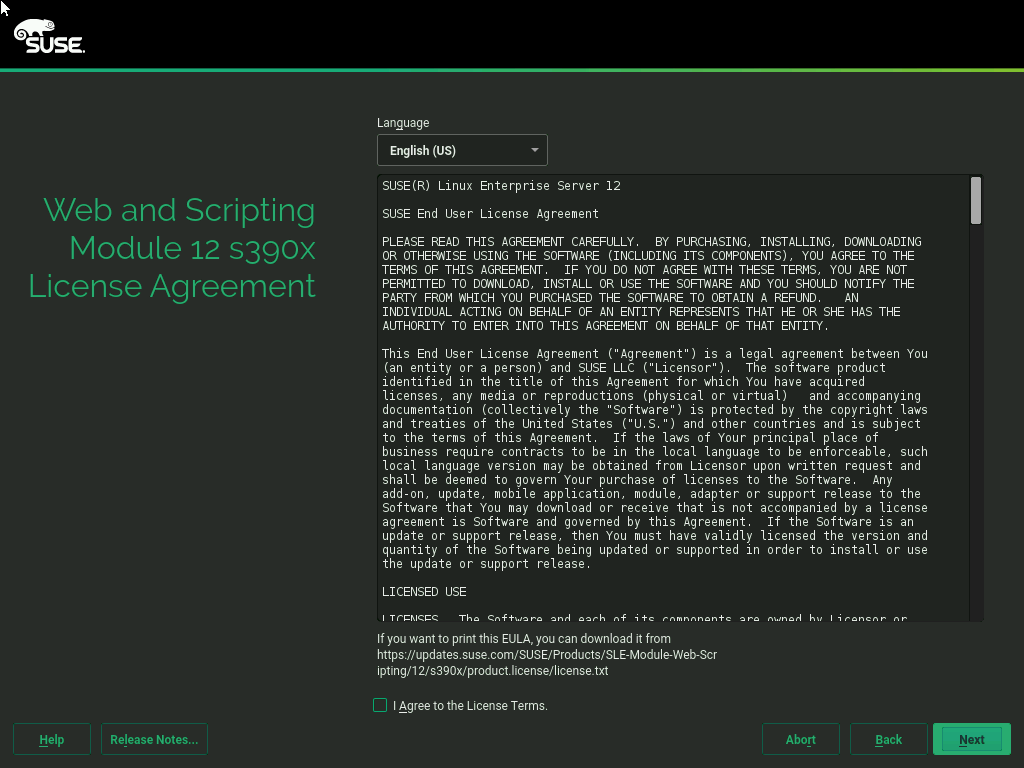 SUSE.
Language
English (US)
Web and Scripting
Module 12 s390x
License Agreement
SUSE(R) Linux Enterprise Server 12
SUSE End User License Agreement
PLEASE READ THIS AGREEMENT CAREFULLY.  BY PURCHASING, INSTALLING, DOWNLOADING
OR OTHERWISE USING THE SOFTWARE (INCLUDING ITS COMPONENTS), YOU AGREE TO THE
TERMS OF THIS AGREEMENT.  IF YOU DO NOT AGREE WITH THESE TERMS, YOU ARE NOT
PERMITTED TO DOWNLOAD, INSTALL OR USE THE SOFTWARE AND YOU SHOULD NOTIFY THE
PARTY FROM WHICH YOU PURCHASED THE SOFTWARE TO OBTAIN A REFUND.   AN
INDIVIDUAL ACTING ON BEHALF OF AN ENTITY REPRESENTS THAT HE OR SHE HAS THE
AUTHORITY TO ENTER INTO THIS AGREEMENT ON BEHALF OF THAT ENTITY.
This End User License Agreement ("Agreement") is a legal agreement between You
(an entity or a person) and SUSE LLC ("Licensor").  The software product
identified in the title of this Agreement for which You have acquired
licenses, any media or reproductions (physical or virtual)   and accompanying
documentation (collectively the "Software") is protected by the copyright laws
and treaties of the United States ("U.S.") and other countries and is subject
to the terms of this Agreement.  If the laws of Your principal place of
business require contracts to be in the local language to be enforceable, such
local language version may be obtained from Licensor upon written request and
shall be deemed to govern Your purchase of licenses to the Software.  Any
add-on, update, mobile application, module, adapter or support release to the
Software that You may download or receive that is not accompanied by a license
agreement is Software and governed by this Agreement.  If the Software is an
update or support release, then You must have validly licensed the version and
quantity of the Software being updated or supported in order to install or use
the update or support release.
LICENSED USE
LICENSES.  The Software and each of its components are owned by Licensor or
If you want to print this EULA, you can download it from
https://updates.suse.com/SUSE/Products/SLE-Module-Web-Scr
ipting/12/s390x/product.license/license.txt
I Agree to the License Terms.
Help
Release Notes...
Abort
Back
Next